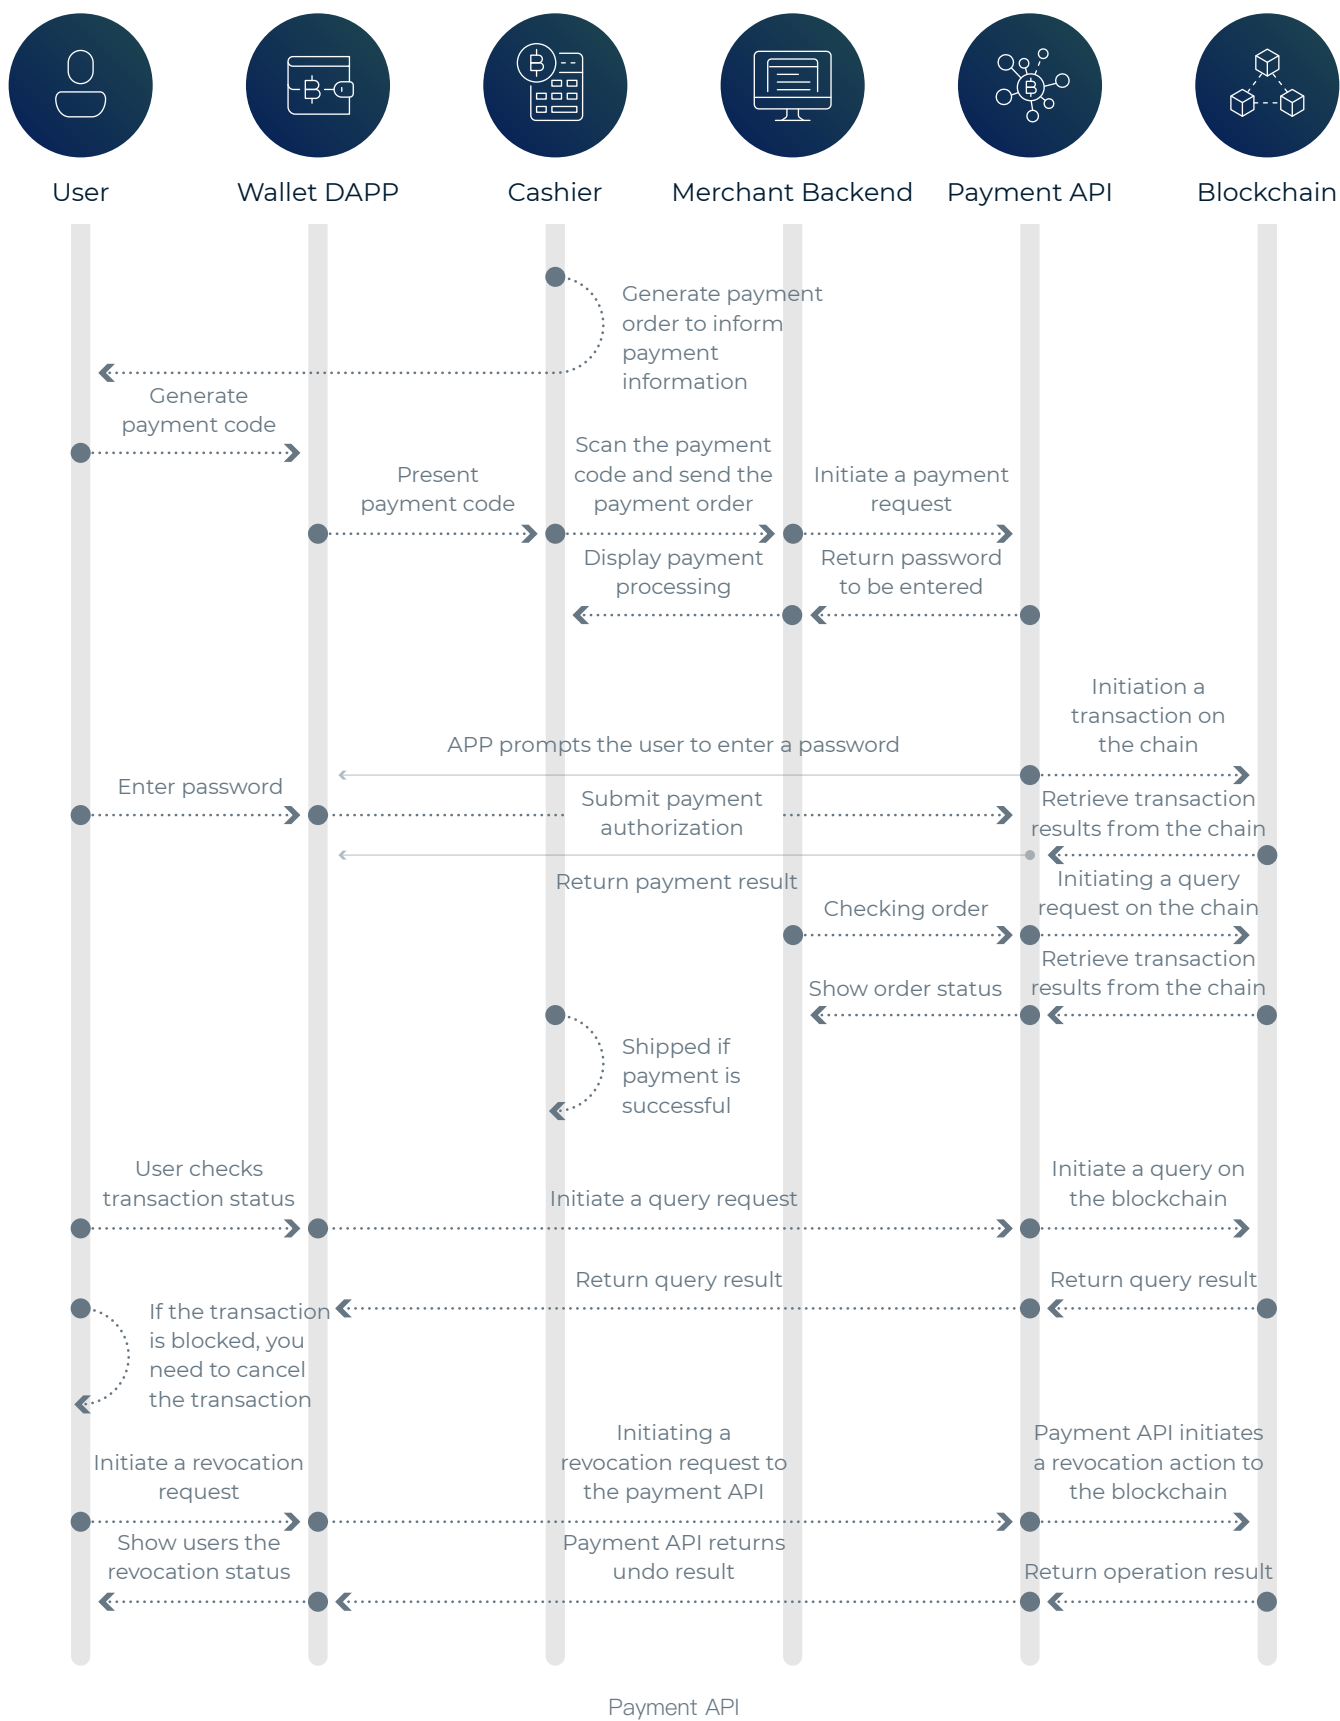 User
Wallet DAPP
Cashier
Merchant Backend
Payment API
Blockchain
Generate payment
order to inform
payment
information
Generate
payment code
Present
payment code
Scan the payment
code and send the
payment order
Initiate a payment
request
Display payment
processing
Return password
to be entered
Initiation a
transaction on
the chain
APP prompts the user to enter a password
Enter password
Submit payment
authorization
Retrieve transaction
results from the chain
Return payment result
Initiating a query
request on the chain
Checking order
Retrieve transaction
results from the chain
Show order status
Shipped if
payment is
successful
User checks
transaction status
Initiate a query request
Initiate a query on
the blockchain
Return query result
Return query result
If the transaction
is blocked, you
need to cancel
the transaction
Initiate a revocation
request
Initiating a
revocation request to
the payment API
Payment API initiates
a revocation action to
the blockchain
Show users the
revocation status
Payment API returns
undo result
Return operation result
Payment API